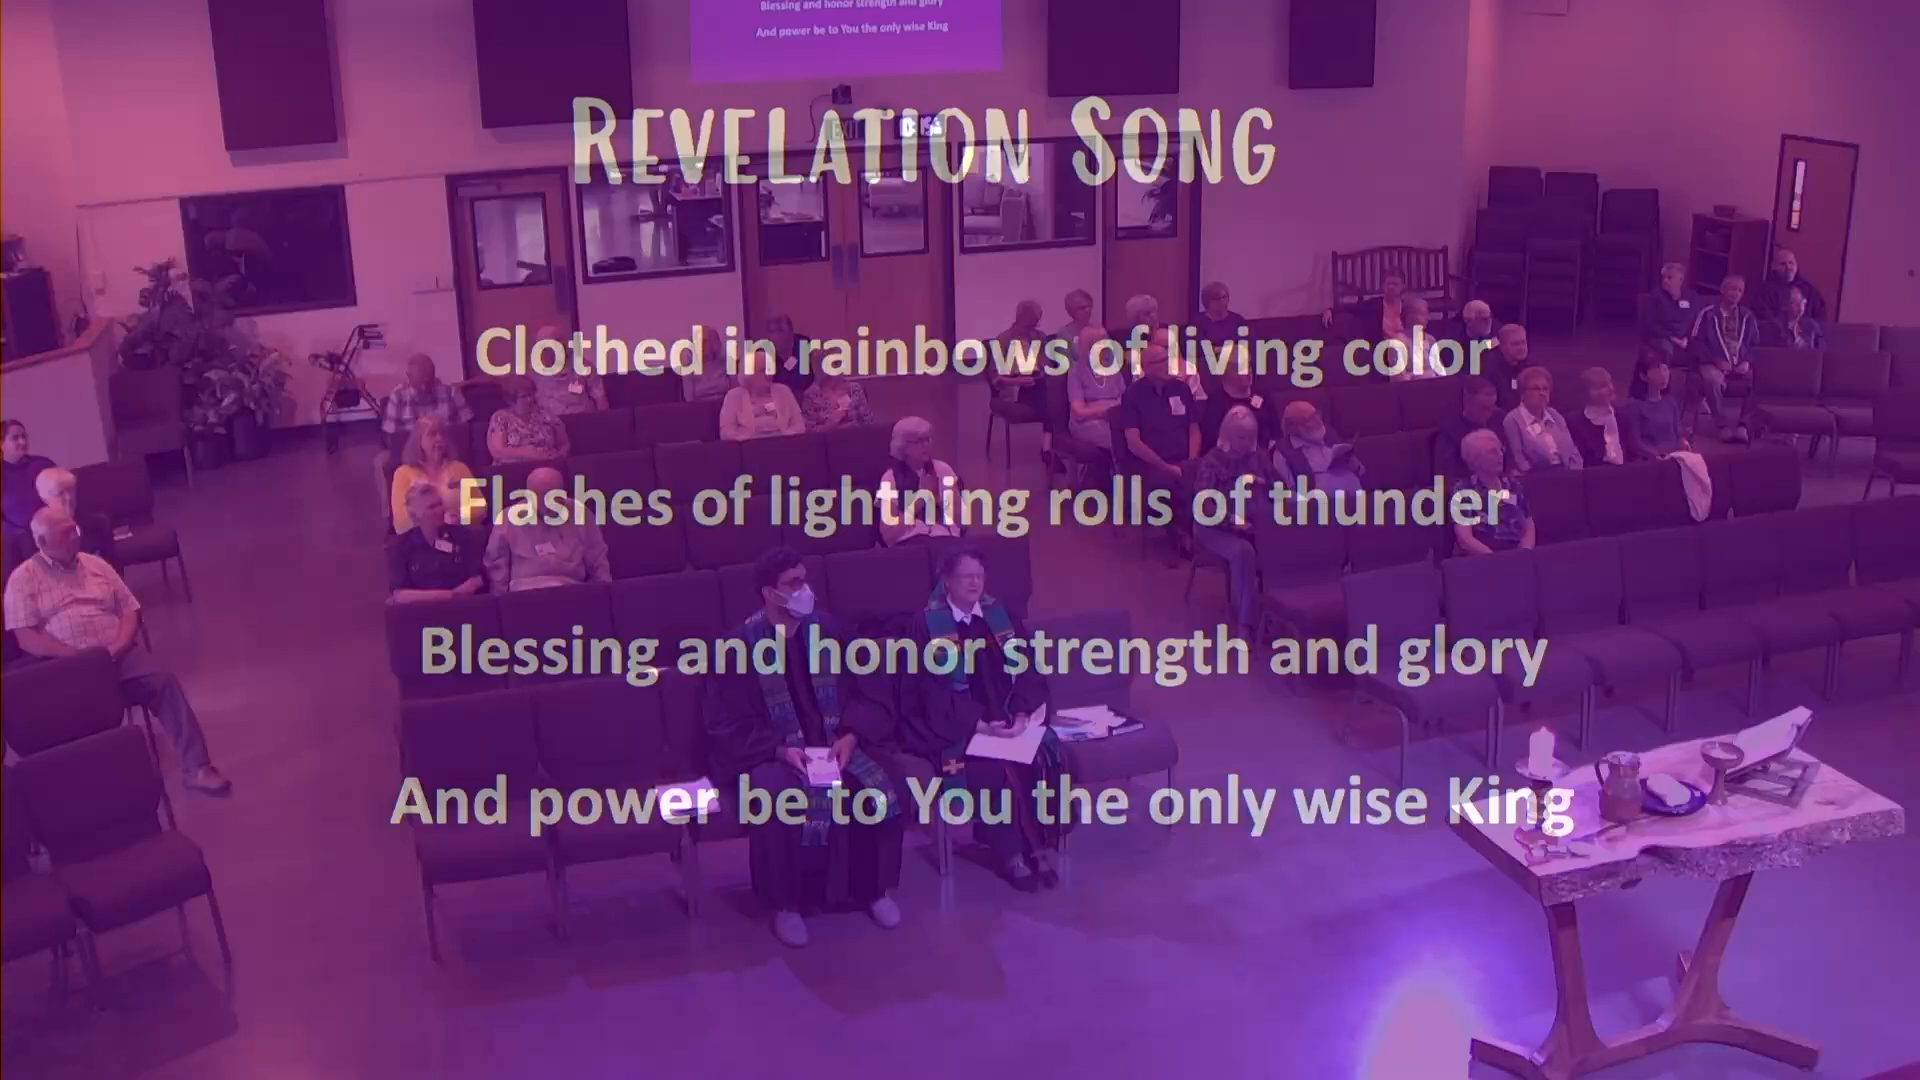 Blessing and honor strength and glory
And power be to You the only wise King
REVELATION SONG
EXIT
Clothed in rainbows of living color
Flashes of lightning rolls of thunder
Blessing and honor strength and glory
And power be to You the only wise King